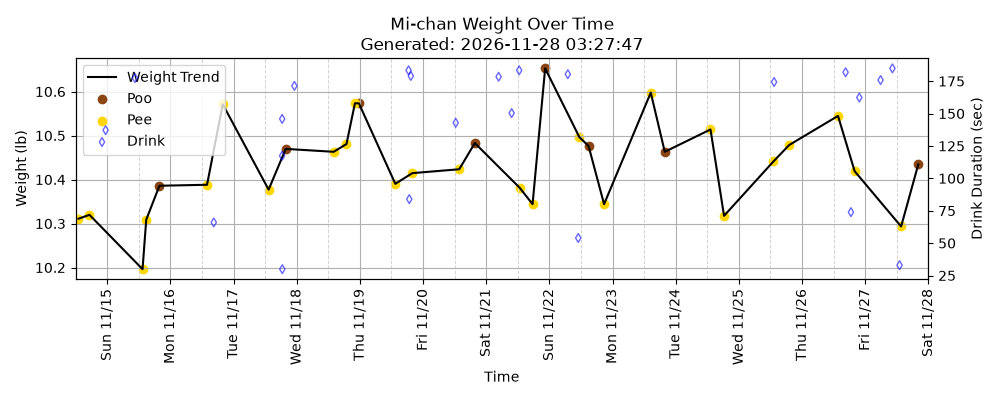 Mi-chan Weight Over Time
Generated: 2026-11-28 03:27:47
Weight Trend
Poo
Pee
Drink
Weight (lb)
10.6
10.5
10.4
10.3
10.2
Drink Duration (sec)
175
150
125
100
75
50
25
Sun 11/15
Mon 11/16
Tue 11/17
Wed 11/18
Thu 11/19
Fri 11/20
Sat 11/21
Sun 11/22
Mon 11/23
Tue 11/24
Wed 11/25
Thu 11/26
Fri 11/27
Sat 11/28
Time